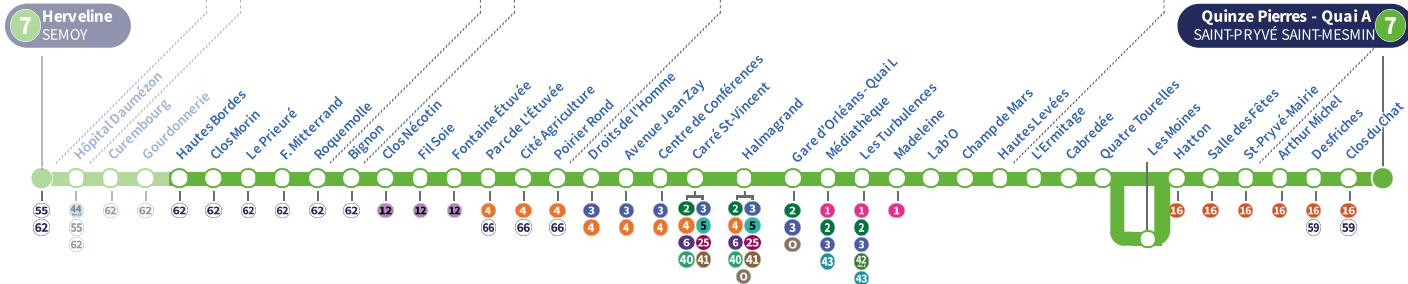 7 Herveline
SEMOY
Quinze Pierres - Quai A 7
SAINT-PRYVÉ SAINT-MESMIN
Hôpital Daumézon
Curembourg
Gourdonnerie
Hautes Bordes
Clos Morin
Le Prieuré
F. Mitterrand
Roquemolle
Bignon
Clos Nécotin
Fil Soie
Fontaine Étuvée
Parc de L'Étuvée
Cité Agriculture
Poirier Rond
Droits de l'Homme
Avenue Jean Zay
Centre de Conférences
Carré St-Vincent
Halmagrand
Gare d'Orléans - Quai L
Médiathèque
Les Turbulences
Madeleine
Lab'O
Champ de Mars
Hautes Levées
L'Ermitage
Cabredée
Quatre Tourelles
Les Moines
Hatton
Salle des Fêtes
St-Pryvé-Mairie
Arthur Michel
Desfriches
Clos du Chat
55 44 62 62 62 62 62 62 62 62 12 12 12 4 4 4 3 3 3 2 3 2 3 2 1 1 1 16 16 16 16 16 16
62 55 66 66 66 4 4 4 4 5 4 5 3 2 2 59 59
62 6 25 6 25 O 3 3
40 41 40 41 43 42
O 43